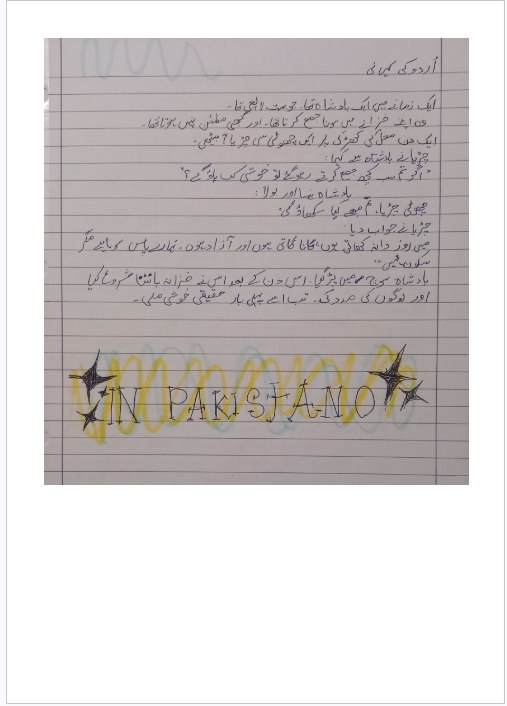 اُردو کی کہانی
ایک زمانے میں ایک بادشاہ تھا۔ جو بہت لالچی تھا۔
وہ اپنے خزانے میں سونا جمع کرتا تھا۔ اور کبھی مطمئن نہیں ہوتا تھا۔
ایک دن محل کی کھڑکی پر ایک چھوٹی سی چڑیا آ بیٹھی۔
چڑیا نے بادشاہ سے کہا:
"اگر تم سب کچھ جمع کرتے رہو گے تو خوشی کب پاؤ گے؟"
بادشاہ ہنسا اور بولا:
چھوٹی چڑیا، تم مجھے کیا سکھاؤ گی؟
چڑیا نے جواب دیا:
میں روز دانہ کھاتی ہوں، گانا گاتی ہوں اور آزاد ہوں۔ تمہارے پاس سونا ہے مگر
سکون نہیں"
بادشاہ سوچ میں پڑ گیا۔ اس دن کے بعد اس نے خزانہ بانٹنا شروع کیا
اور لوگوں کی مدد کی۔ تب اسے پہلی بار حقیقی خوشی ملی۔
IN PAKISTANO